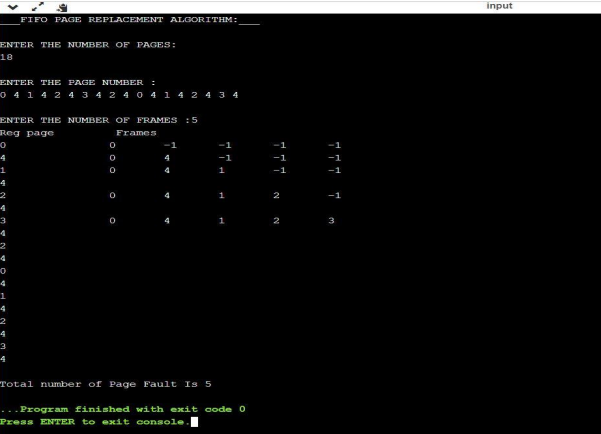 input
___FIFO PAGE REPLACEMENT ALGORITHM:___
ENTER THE NUMBER OF PAGES:
18
ENTER THE PAGE NUMBER :
0 4 1 4 2 4 3 4 2 4 0 4 1 4 2 4 3 4
ENTER THE NUMBER OF FRAMES :5
Reg page Frames
0 0 -1 -1 -1 -1
4 0 4 -1 -1 -1
1 0 4 1 -1 -1
4
2 0 4 1 2 -1
4
3 0 4 1 2 3
4
2
4
0
4
1
4
2
4
3
4
Total number of Page Fault Is 5
...Program finished with exit code 0
Press ENTER to exit console.